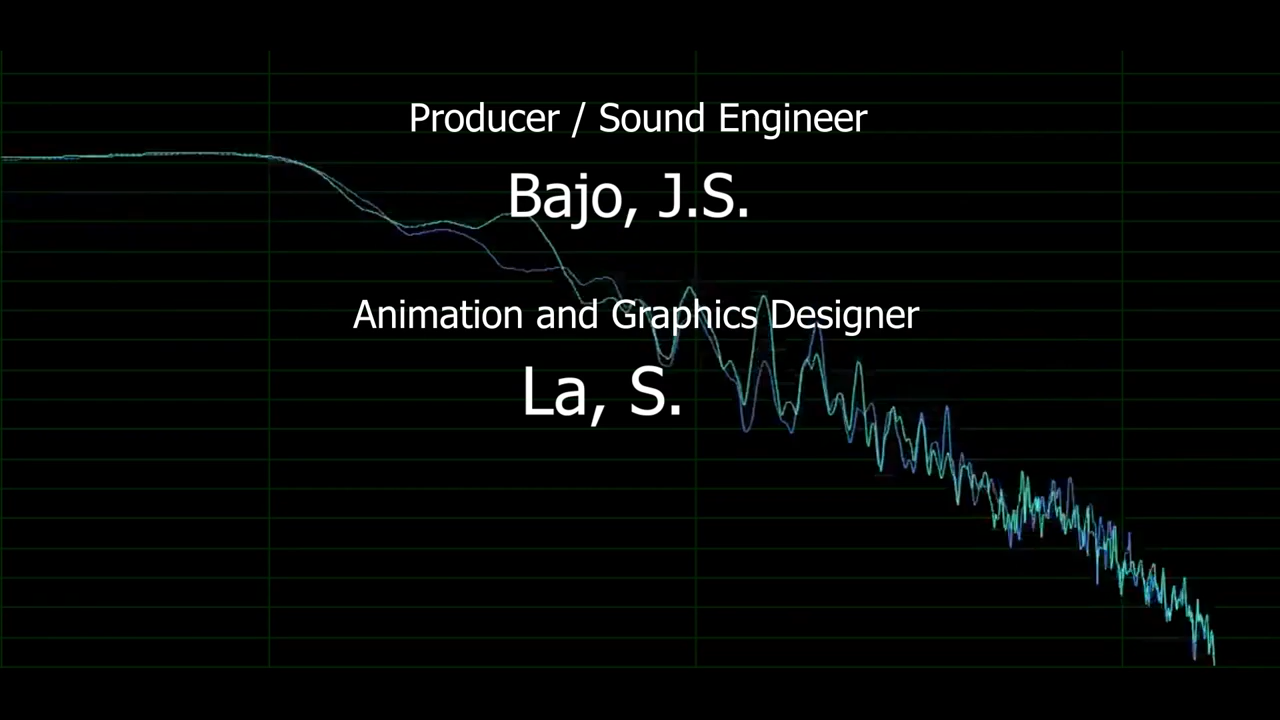 Producer / Sound Engineer
Bajo, J.S.
Animation and Graphics Designer
La, S.